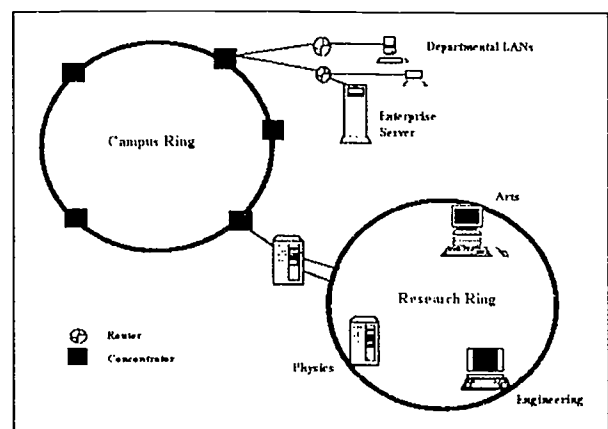 Departmental LANs
Enterprise
Server
Campus Ring
Arts
Research Ring
Router
Concentrator
Physics
Engineering